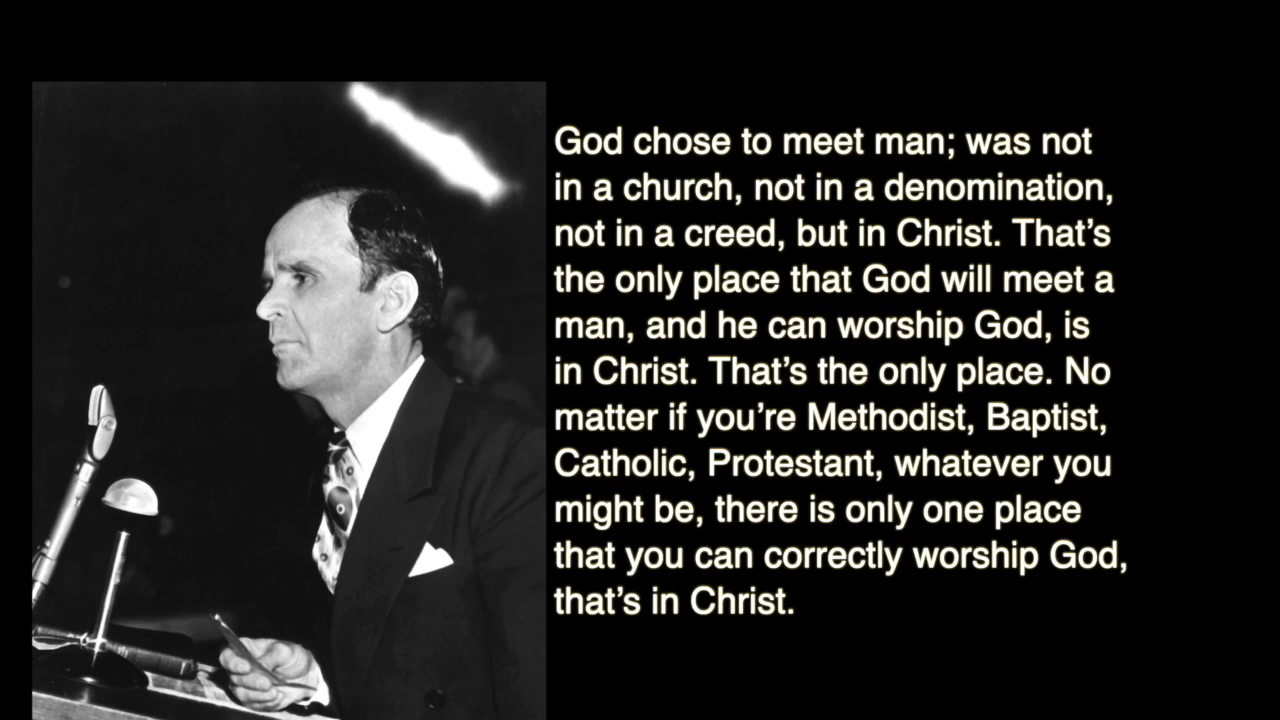 God chose to meet man; was not
in a church, not in a denomination,
not in a creed, but in Christ. That’s
the only place that God will meet a
man, and he can worship God, is
in Christ. That’s the only place. No
matter if you’re Methodist, Baptist,
Catholic, Protestant, whatever you
might be, there is only one place
that you can correctly worship God,
that’s in Christ.